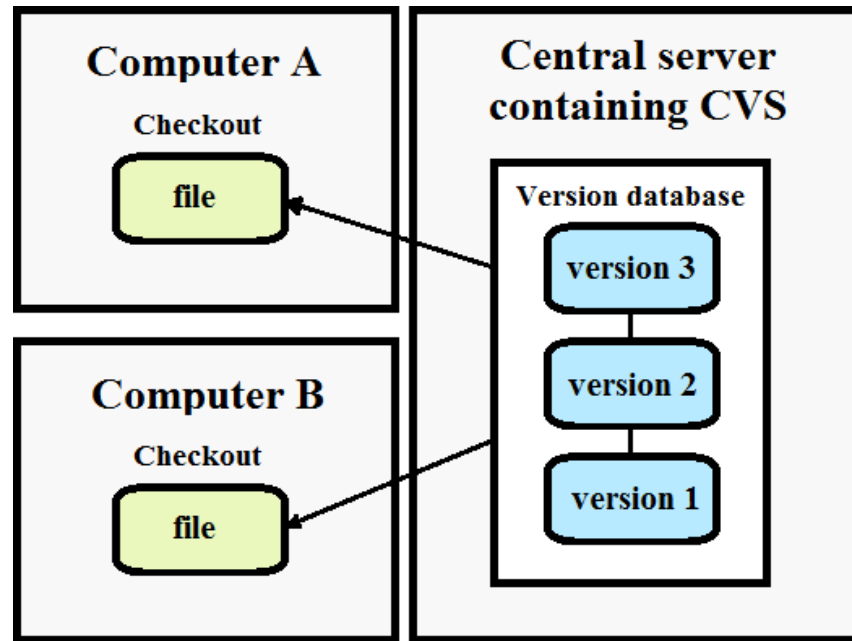 Computer A
Checkout
file
Computer B
Checkout
file
Central server
containing CVS
Version database
version 3
version 2
version 1